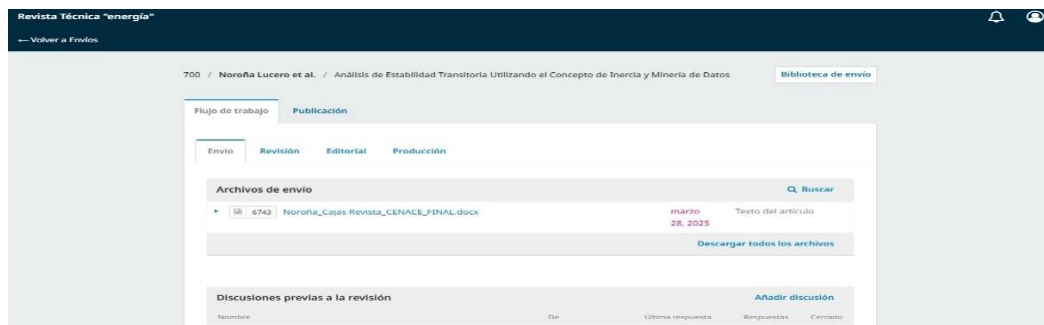 Revista Técnica "energía"
← Volver a Envíos
700 / Noroña Lucero et al. / Análisis de Estabilidad Transitoria Utilizando el Concepto de Inercia y Minería de Datos
Biblioteca de envío
Flujo de trabajo Publicación
Envío Revisión Editorial Producción
Archivos de envío Buscar
6743 Noroña_Cajas Revista_CENACE_FINAL.docx marzo 28, 2025 Texto del artículo
Descargar todos los archivos
Discusiones previas a la revisión Añadir discusión
Nombre De Última respuesta Respuestas Cerrado